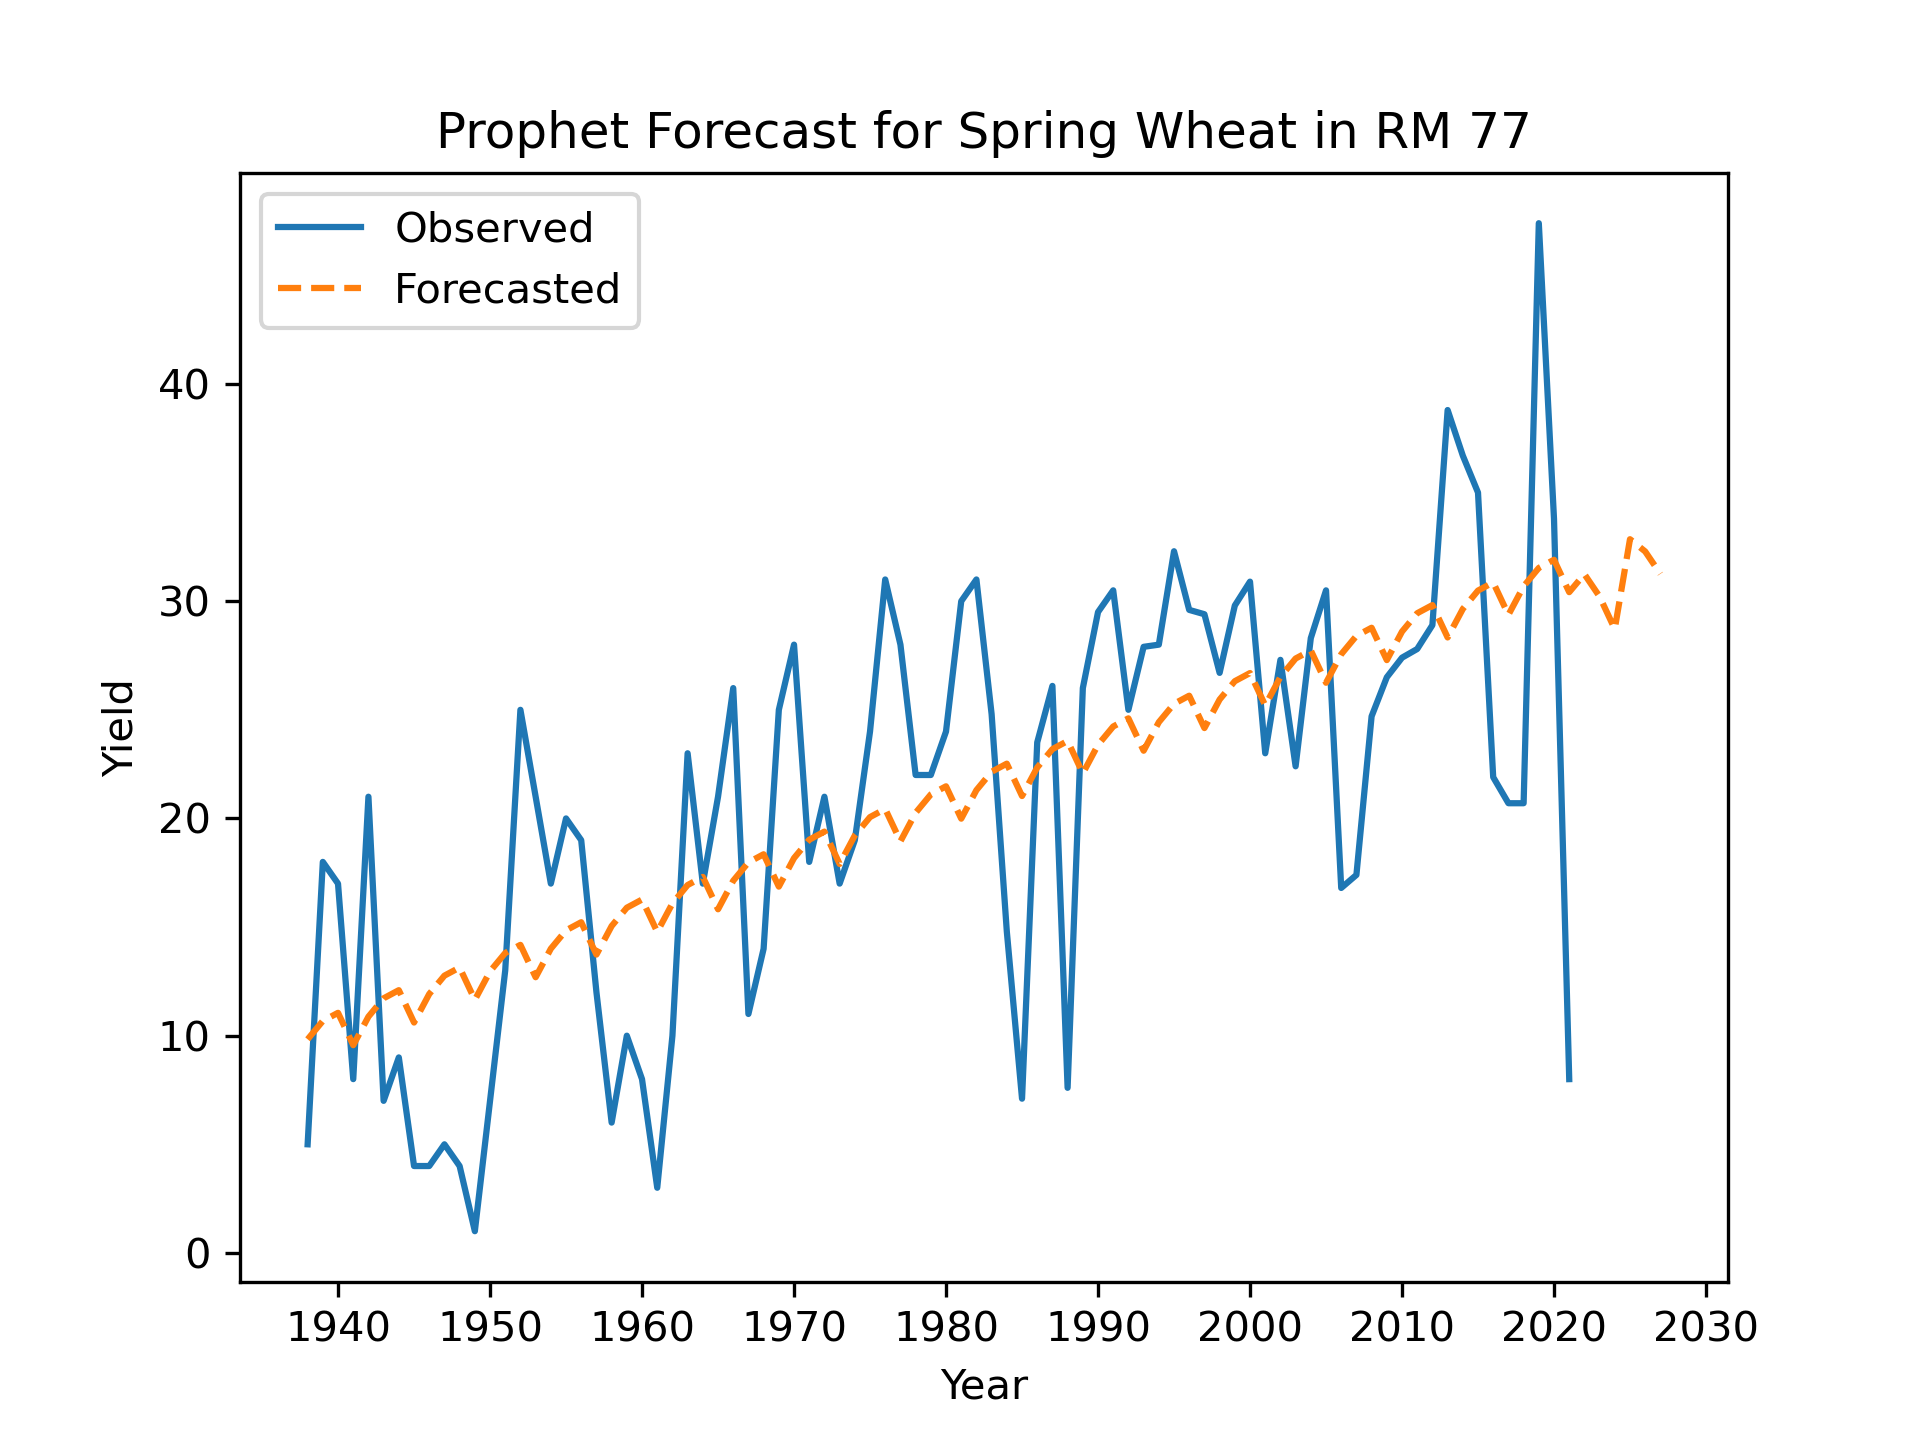 Prophet Forecast for Spring Wheat in RM 77
Observed
Forecasted
40
30
20
10
0
Yield
1940 1950 1960 1970 1980 1990 2000 2010 2020 2030
Year